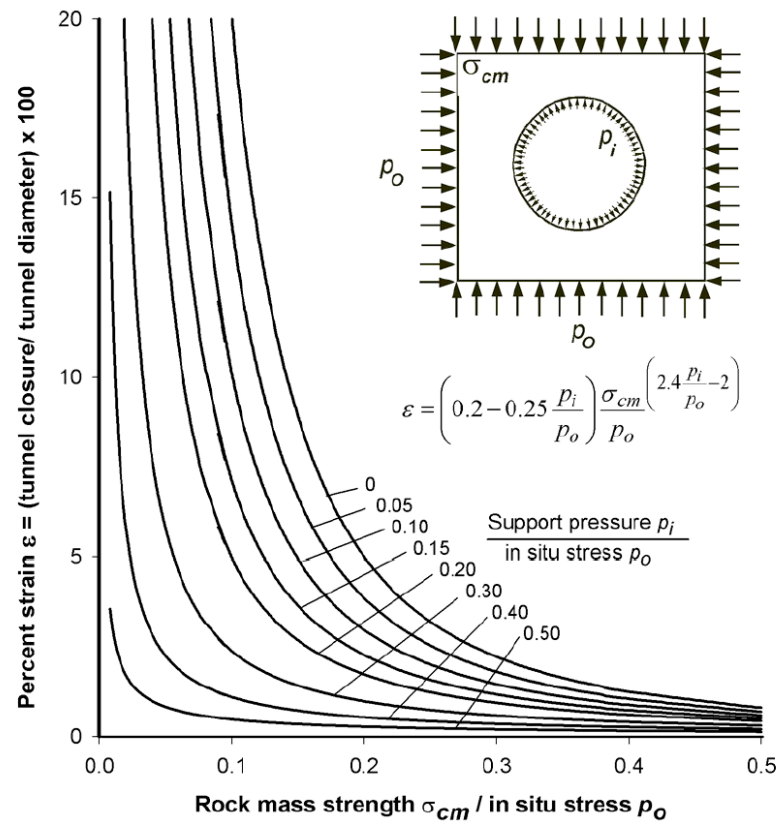 Percent strain ε = (tunnel closure/ tunnel diameter) x 100
20
15
10
5
0
σcm
pi
po
po
ε = (0.2 − 0.25 pi/po) σcm/po^(2.4 pi/po − 2)
0
0.05
0.10
0.15
0.20
0.30
0.40
0.50
Support pressure pi
in situ stress po
0.0
0.1
0.2
0.3
0.4
0.5
Rock mass strength σcm / in situ stress po